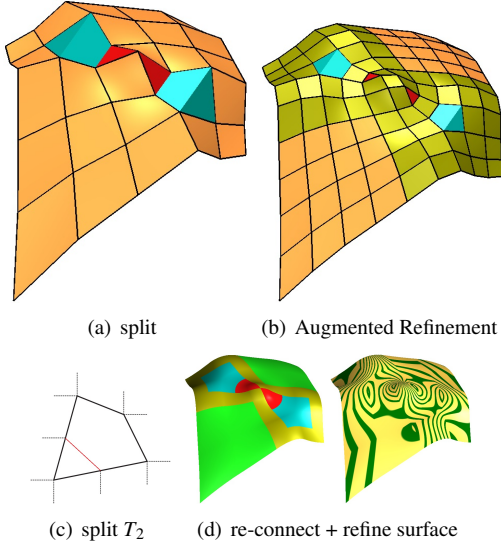 (a) split
(b) Augmented Refinement
(c) split T2
(d) re-connect + refine surface